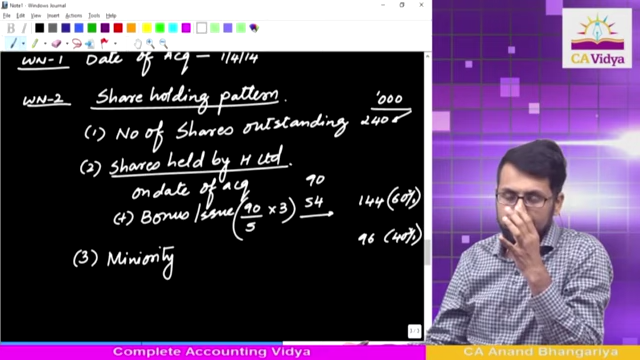 Note1 - Windows Journal
File Edit View Insert Actions Tools Help
WN-1 Date of Acq - 1/4/14
WN-2 Share holding pattern.
'000
(1) No of Shares outstanding 240
(2) Shares held by H Ltd
on date of acq 90
(+) Bonus Issue (90/5 x 3) 54 144 (60%)
96 (40%)
(3) Miniority
CA Vidya
Complete Accounting Vidya CA Anand Bhangariya